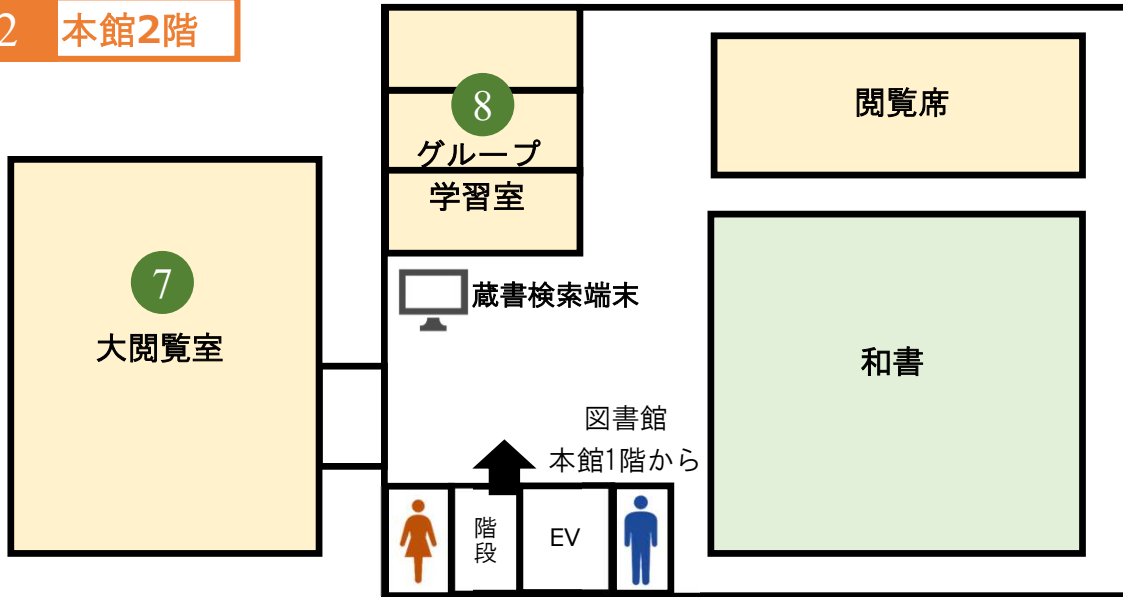 2 本館2階
8
グループ
学習室
閲覧席
7
大閲覧室
蔵書検索端末
和書
図書館
本館1階から
階段
EV